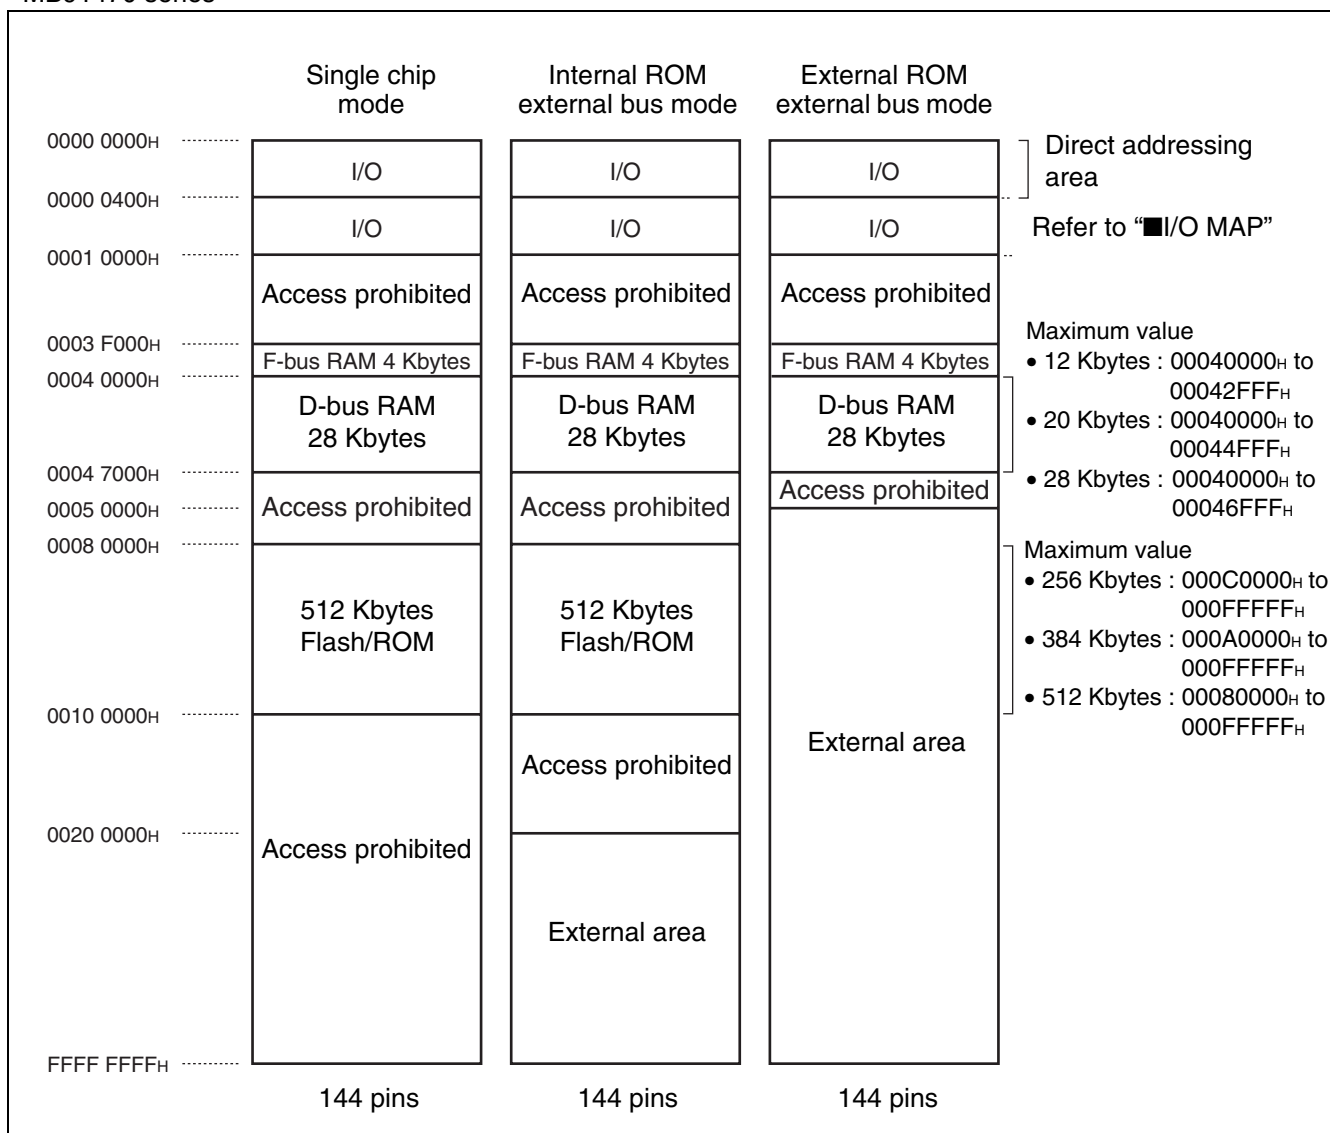 Single chip
mode
Internal ROM
external bus mode
External ROM
external bus mode
0000 0000H
0000 0400H
0001 0000H
0003 F000H
0004 0000H
0004 7000H
0005 0000H
0008 0000H
0010 0000H
0020 0000H
FFFF FFFFH
I/O
I/O
Access prohibited
F-bus RAM 4 Kbytes
D-bus RAM
28 Kbytes
Access prohibited
512 Kbytes
Flash/ROM
Access prohibited
144 pins
I/O
I/O
Access prohibited
F-bus RAM 4 Kbytes
D-bus RAM
28 Kbytes
Access prohibited
512 Kbytes
Flash/ROM
Access prohibited
External area
144 pins
I/O
I/O
Access prohibited
F-bus RAM 4 Kbytes
D-bus RAM
28 Kbytes
Access prohibited
External area
144 pins
Direct addressing
area
Refer to “■I/O MAP”
Maximum value
• 12 Kbytes : 00040000H to
00042FFFH
• 20 Kbytes : 00040000H to
00044FFFH
• 28 Kbytes : 00040000H to
00046FFFH
Maximum value
• 256 Kbytes : 000C0000H to
000FFFFFH
• 384 Kbytes : 000A0000H to
000FFFFFH
• 512 Kbytes : 00080000H to
000FFFFFH